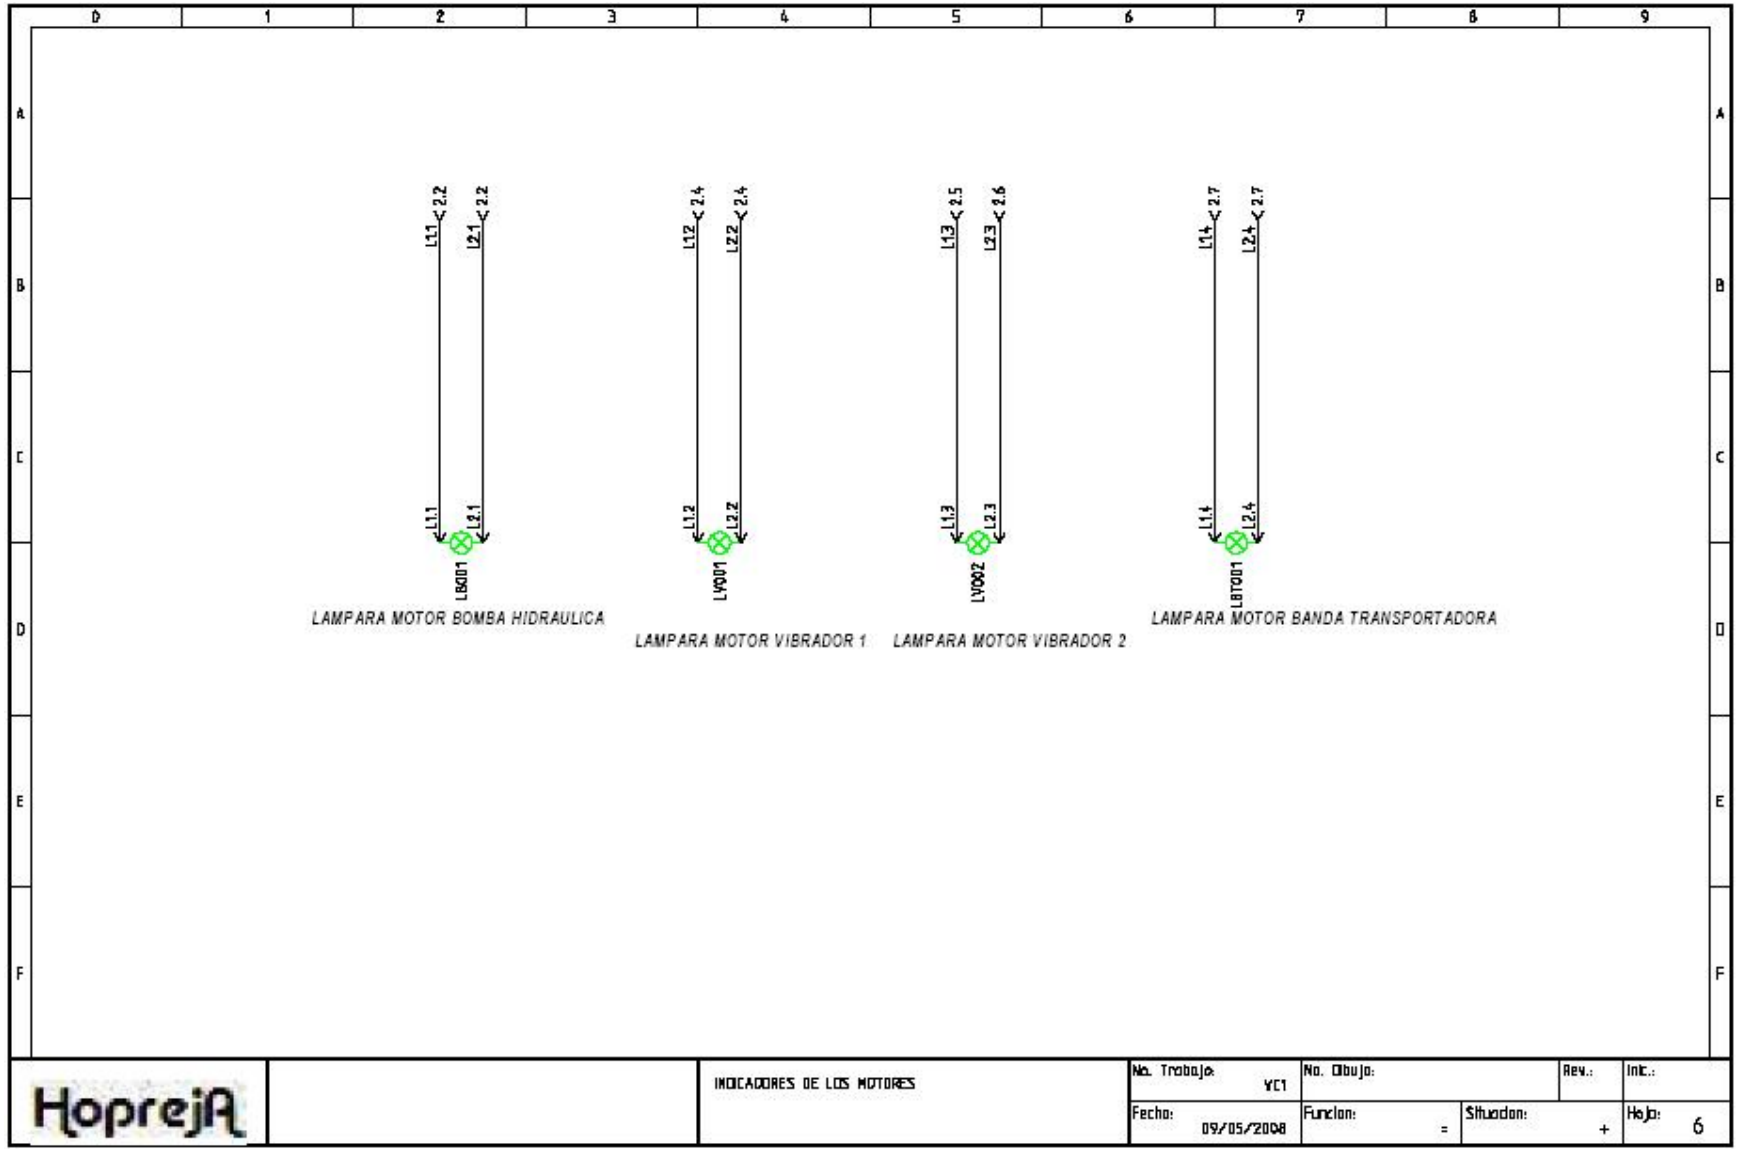 0 1 2 3 4 5 6 7 8 9
A A
2.2 2.2 2.4 2.4 2.5 2.6 2.7 2.7
L1.1 L2.1 L1.2 L2.2 L1.3 L2.3 L1.4 L2.4
B B
C C
L1.1 L2.1 L1.2 L2.2 L1.3 L2.3 L1.4 L2.4
LB001 LV001 LV002 LBT001
LAMPARA MOTOR BOMBA HIDRAULICA LAMPARA MOTOR BANDA TRANSPORTADORA
D D
LAMPARA MOTOR VIBRADOR 1 LAMPARA MOTOR VIBRADOR 2
E E
F F
HoprejA
INDICADORES DE LOS MOTORES
No. Trabajo: VC1 No. Dibujo: Rev.: Inic.:
Fecha: 09/05/2008 Funcion: = Situacion: + Hoja: 6